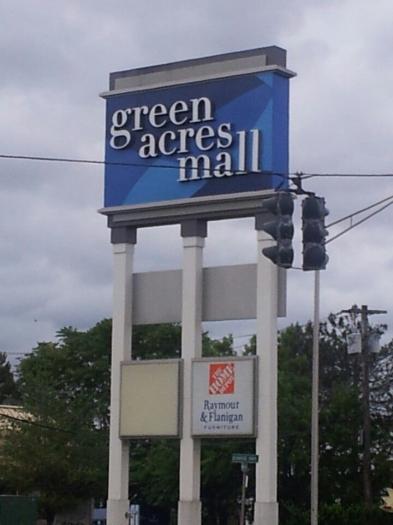 green
acres
mall
THE
HOME
DEPOT
Raymour
& Flanigan
FURNITURE